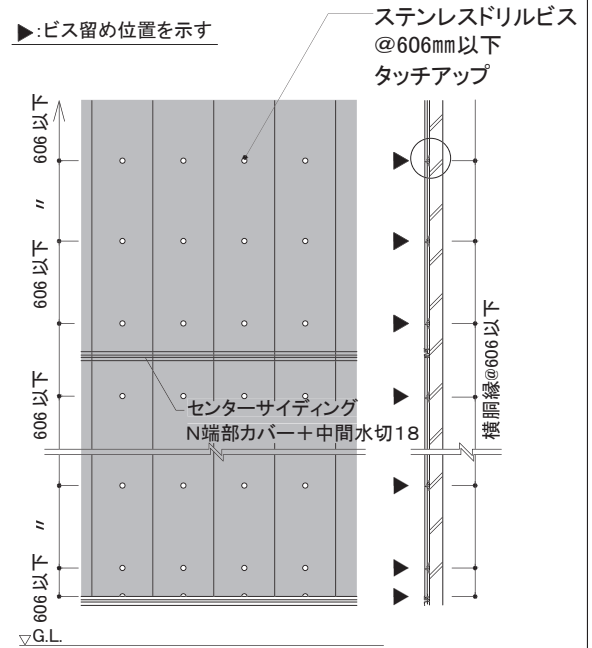 ▶:ビス留め位置を示す
ステンレスドリルビス
@606mm以下
タッチアップ
606 以下
〃
606 以下
606 以下
〃
606 以下
センターサイディング
N端部カバー+中間水切18
横胴縁@606以下
▽G.L.